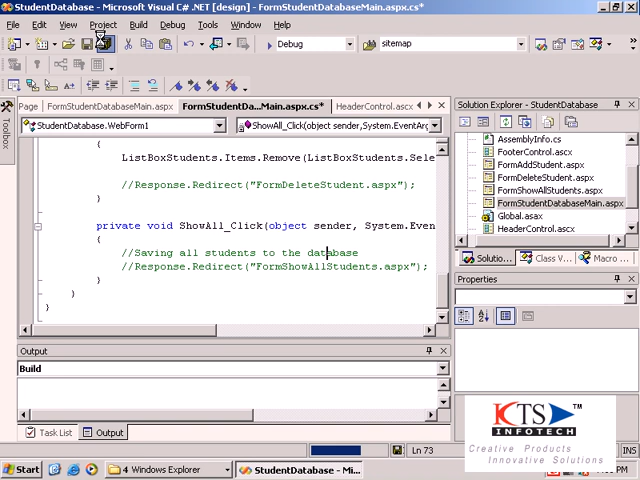 StudentDatabase - Microsoft Visual C# .NET [design] - FormStudentDatabaseMain.aspx.cs*
File Edit View Project Build Debug Tools Window Help
Debug sitemap
Page FormStudentDatabaseMain.aspx FormStudentDa...Main.aspx.cs* HeaderControl.ascx
StudentDatabase.WebForm1 ShowAll_Click(object sender,System.EventArg
{
ListBoxStudents.Items.Remove(ListBoxStudents.Sele
//Response.Redirect("FormDeleteStudent.aspx");
}
private void ShowAll_Click(object sender, System.Even
{
//Saving all students to the database
//Response.Redirect("FormShowAllStudents.aspx");
}
}
}
Toolbox
Solution Explorer - StudentDatabase
AssemblyInfo.cs
FooterControl.ascx
FormAddStudent.aspx
FormDeleteStudent.aspx
FormShowAllStudents.aspx
FormStudentDatabaseMain.aspx
Global.asax
HeaderControl.ascx
Solutio... Class V... Macro ...
Properties
Output
Build
Task List Output
Ln 73 INS
KTS TM
INFOTECH
Creative Products
Innovative Solutions
Start 4 Windows Explorer StudentDatabase - Mi...